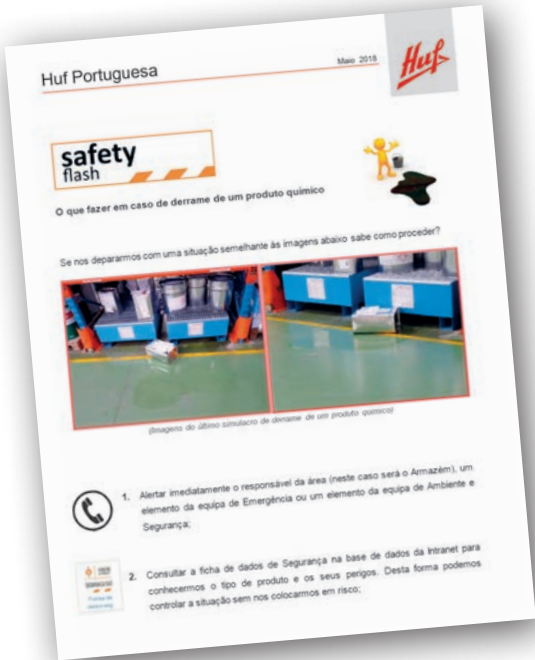 Huf Portuguesa
Maio 2018
Huf
safety
flash
O que fazer em caso de derrame de um produto químico
Se nos depararmos com uma situação semelhante às imagens abaixo sabe como proceder?
(Imagens do último simulacro de derrame de um produto químico)
1. Alertar imediatamente o responsável da área (neste caso será o Armazém), um
elemento da equipa de Emergência ou um elemento da equipa de Ambiente e
Segurança;
2. Consultar a ficha de dados de Segurança na base de dados da Intranet para
conhecermos o tipo de produto e os seus perigos. Desta forma podemos
controlar a situação sem nos colocarmos em risco;